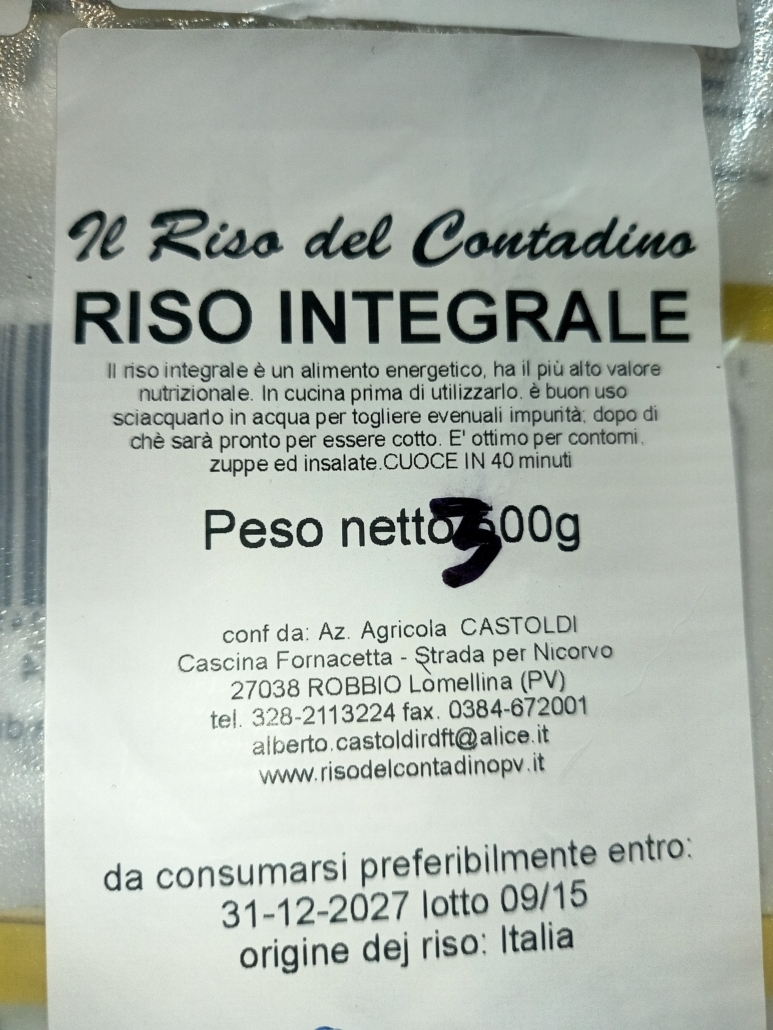 Il Riso del Contadino
RISO INTEGRALE
Il riso integrale è un alimento energetico, ha il più alto valore
nutrizionale. In cucina prima di utilizzarlo. è buon uso
sciacquarlo in acqua per togliere evenuali impurità; dopo di
chè sarà pronto per essere cotto. E' ottimo per contorni,
zuppe ed insalate.CUOCE IN 40 minuti
Peso netto 300g
conf da: Az. Agricola CASTOLDI
Cascina Fornacetta - Strada per Nicorvo
27038 ROBBIO Lomellina (PV)
tel. 328-2113224 fax. 0384-672001
alberto.castoldirdft@alice.it
www.risodelcontadinopv.it
da consumarsi preferibilmente entro:
31-12-2027 lotto 09/15
origine dej riso: Italia